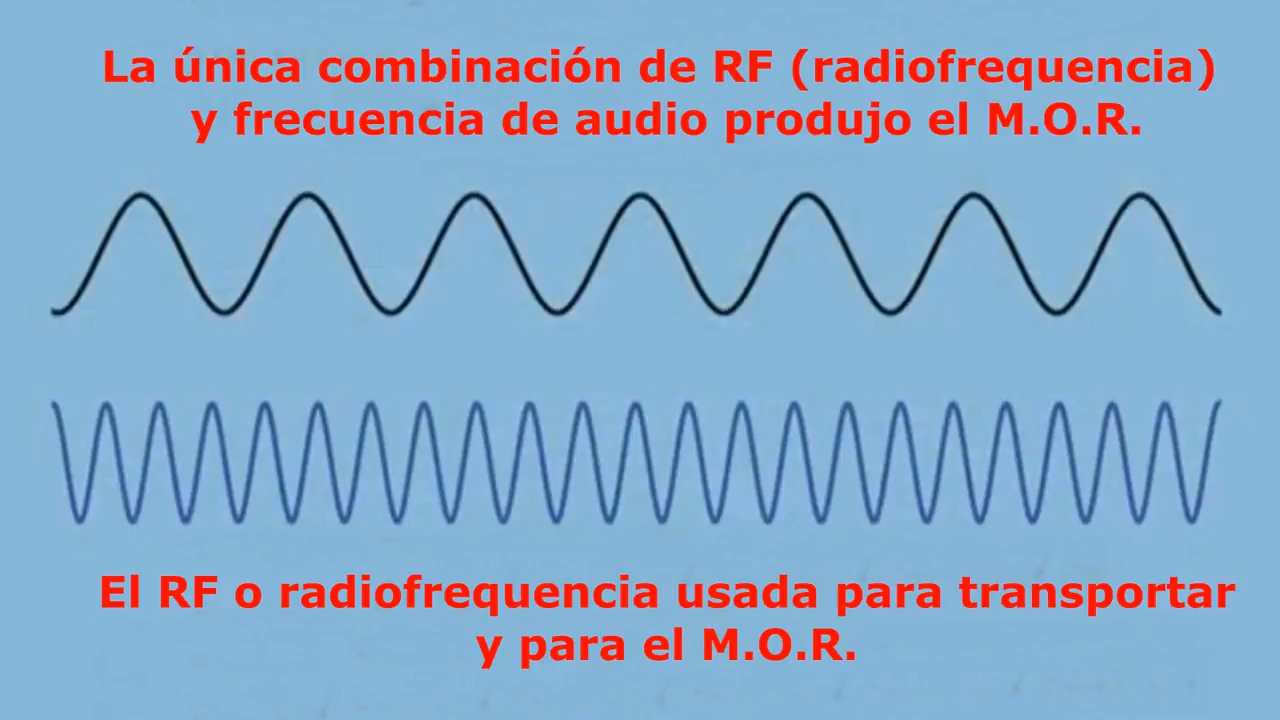 La única combinación de RF (radiofrequencia)
y frecuencia de audio produjo el M.O.R.
El RF o radiofrequencia usada para transportar
y para el M.O.R.